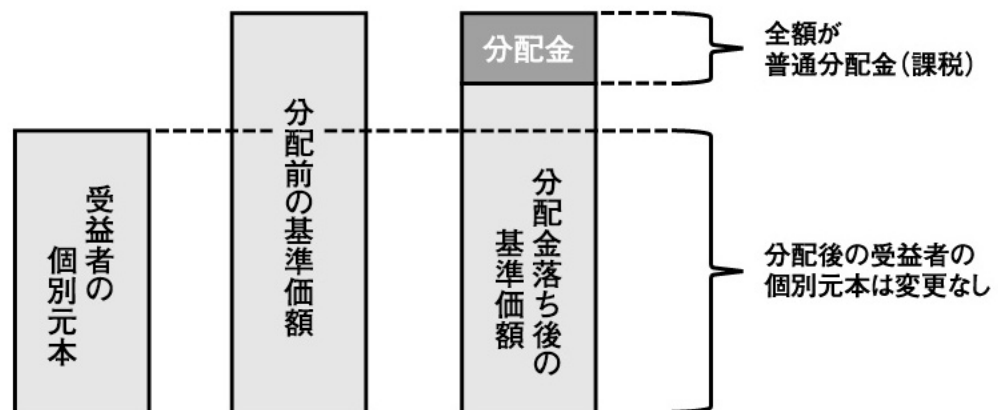 受益者の
個別元本
分配前の基準価額
分配金
分配金落ち後の
基準価額
全額が
普通分配金（課税）
分配後の受益者の
個別元本は変更なし